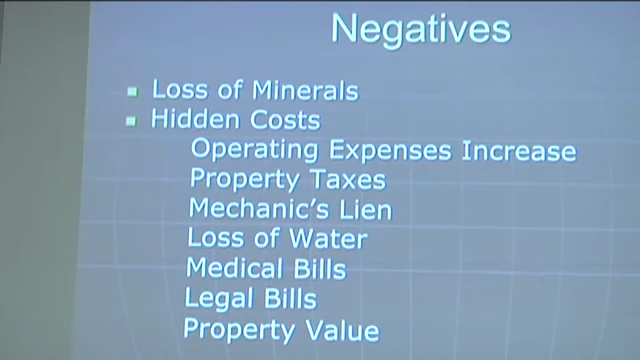 Negatives
Loss of Minerals
Hidden Costs
Operating Expenses Increase
Property Taxes
Mechanic's Lien
Loss of Water
Medical Bills
Legal Bills
Property Value